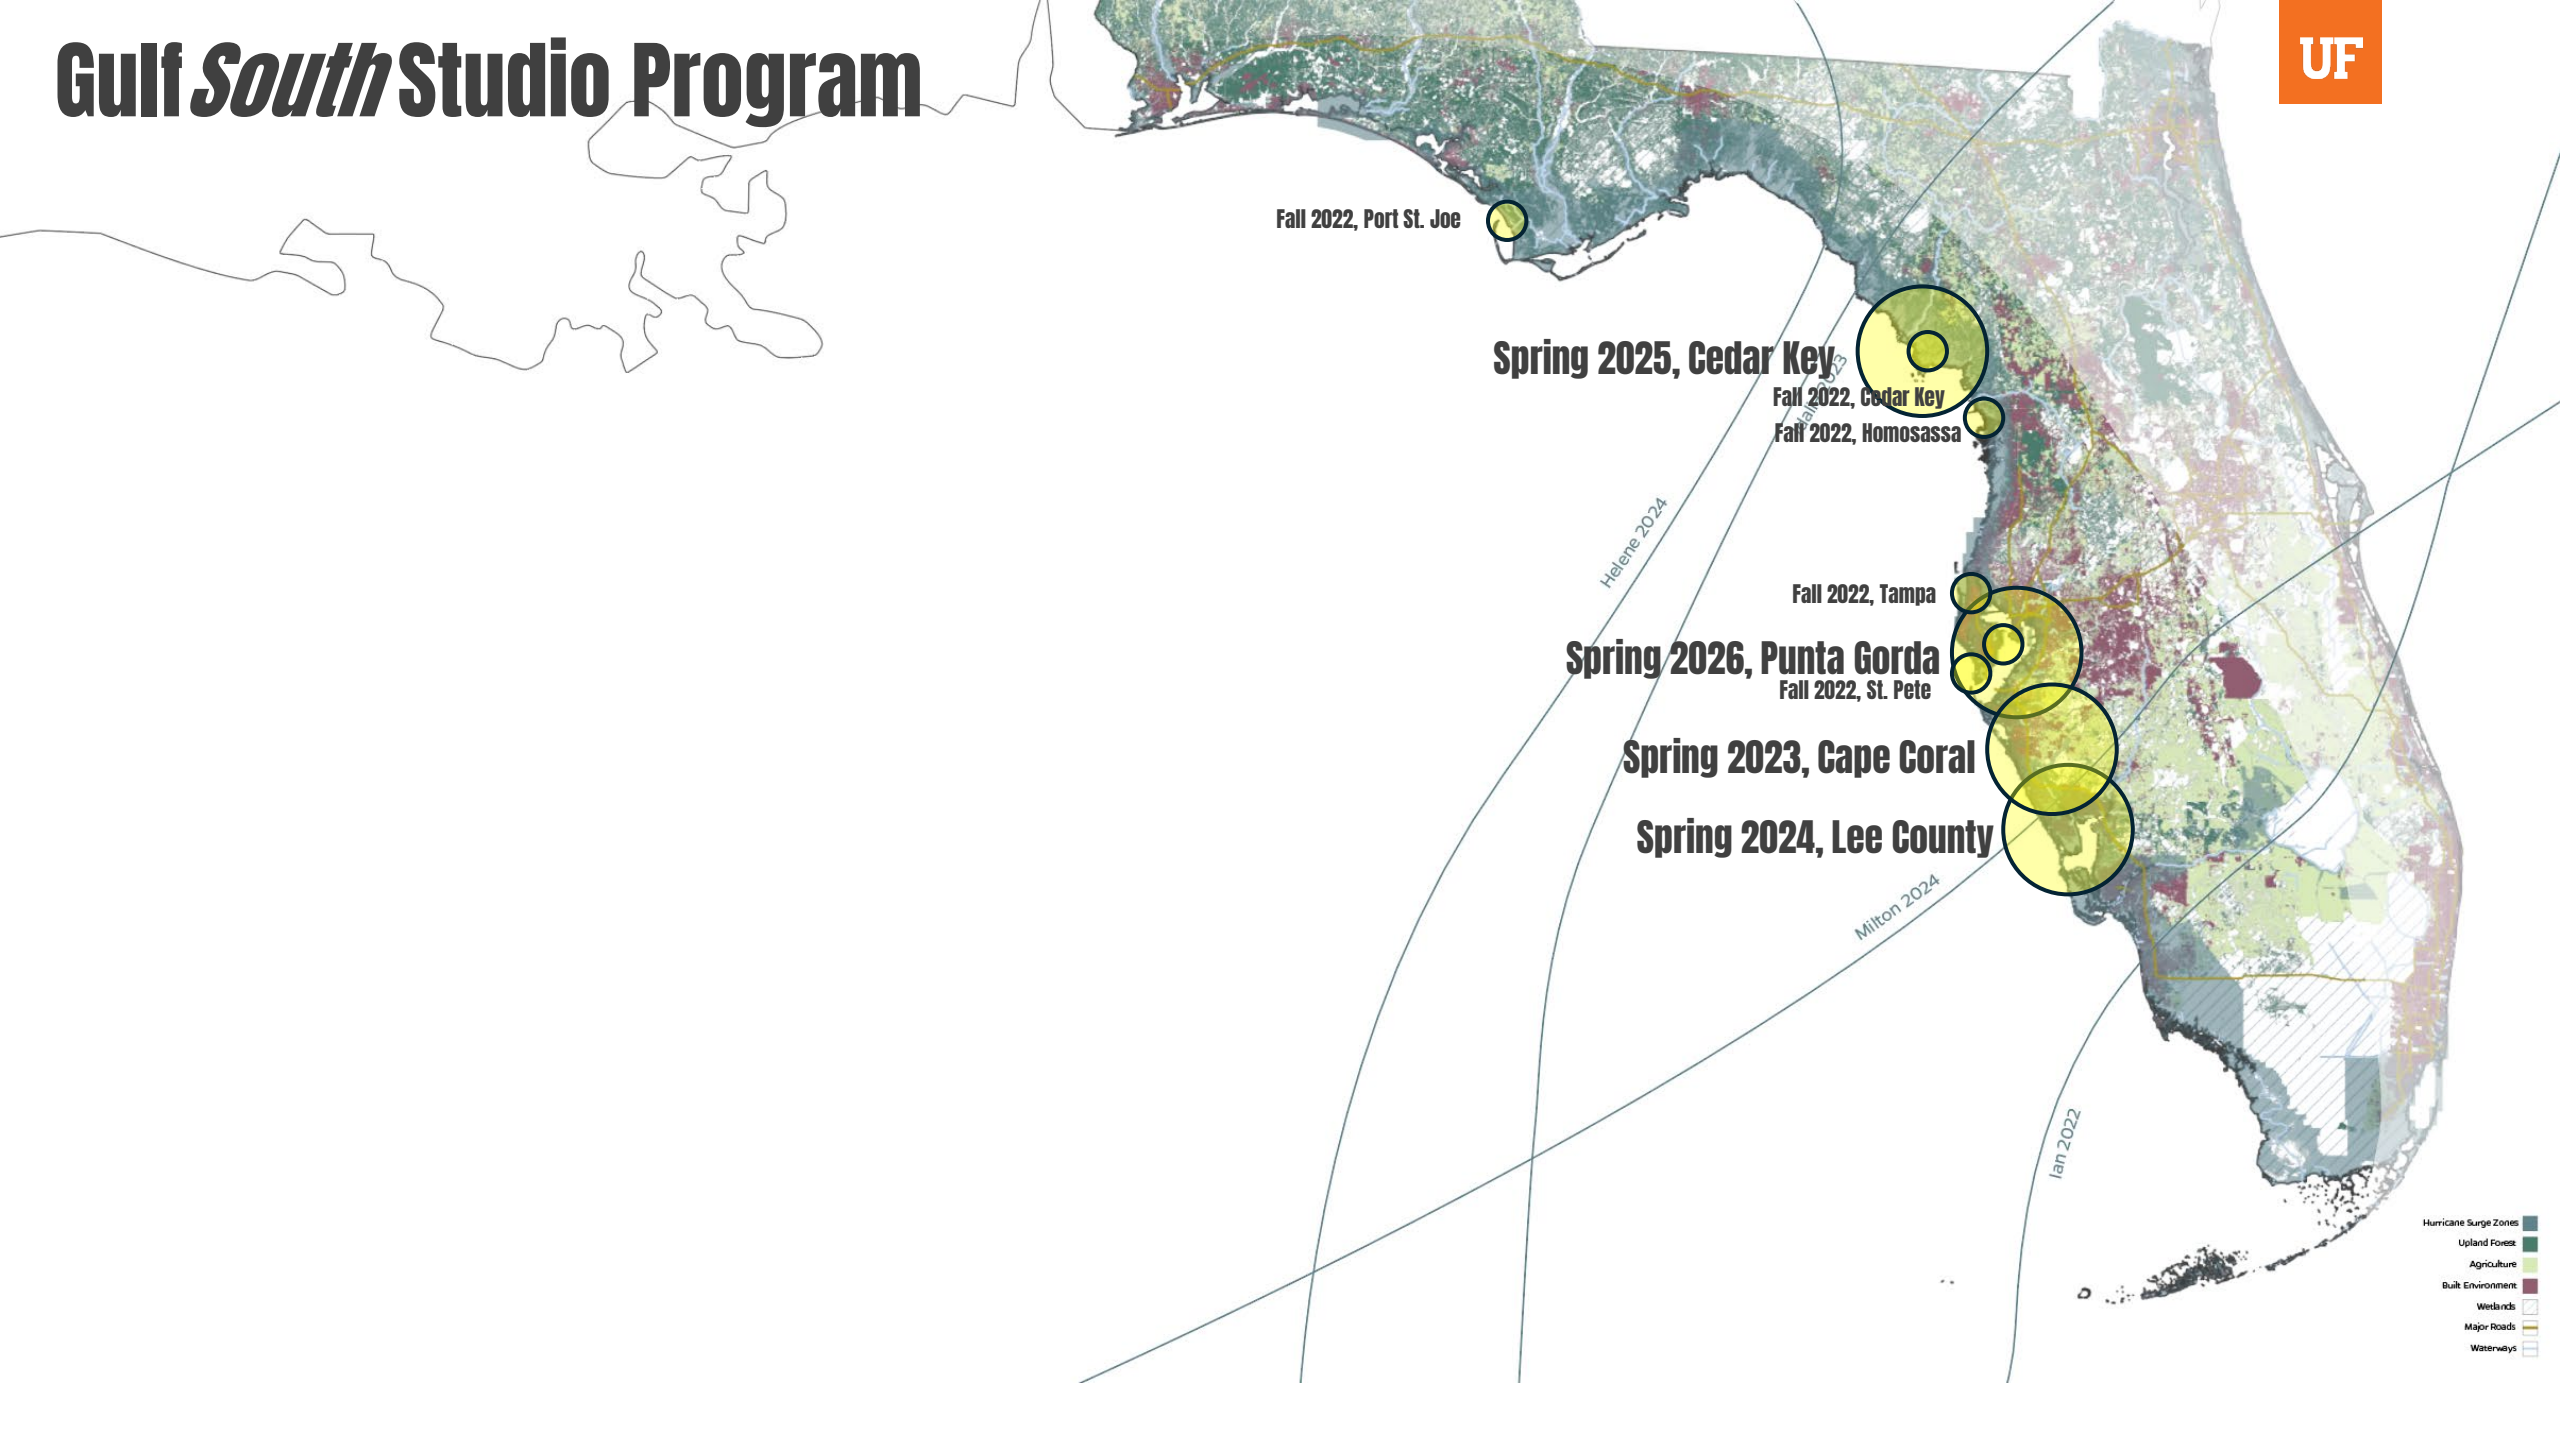 Gulf South Studio Program
UF
Fall 2022, Port St. Joe
Spring 2025, Cedar Key
Fall 2022, Cedar Key
Fall 2022, Homosassa
Helene 2024
Fall 2022, Tampa
Spring 2026, Punta Gorda
Fall 2022, St. Pete
Spring 2023, Cape Coral
Spring 2024, Lee County
Milton 2024
Ian 2022
Hurricane Surge Zones
Upland Forest
Agriculture
Built Environment
Wetlands
Major Roads
Waterways